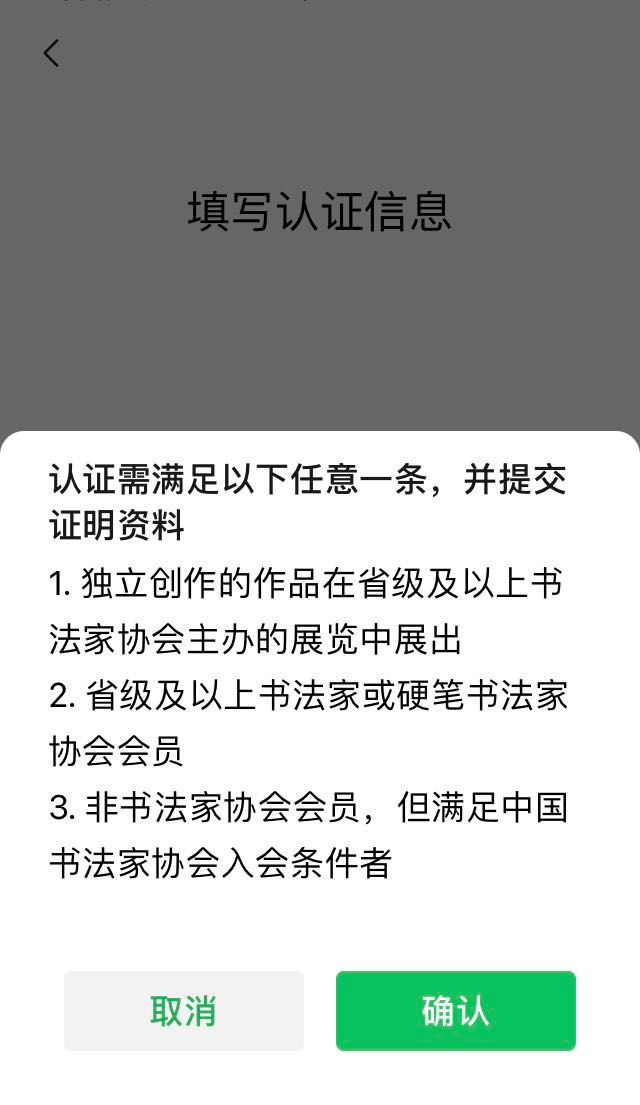 填写认证信息
认证需满足以下任意一条，并提交
证明资料
1. 独立创作的作品在省级及以上书
法家协会主办的展览中展出
2. 省级及以上书法家或硬笔书法家
协会会员
3. 非书法家协会会员，但满足中国
书法家协会入会条件者
取消
确认